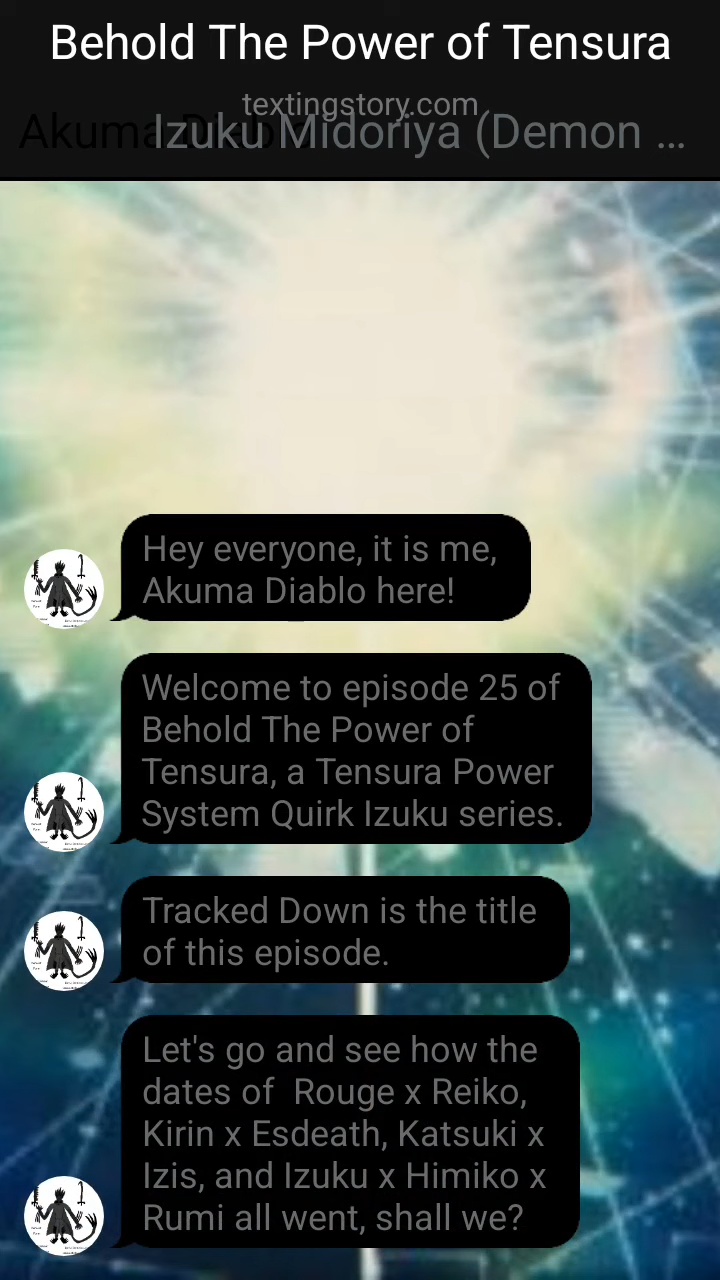 Behold The Power of Tensura
textingstory.com
Akuma Diablo
Izuku Midoriya (Demon ...
Hey everyone, it is me,
Akuma Diablo here!
Welcome to episode 25 of
Behold The Power of
Tensura, a Tensura Power
System Quirk Izuku series.
Tracked Down is the title
of this episode.
Let's go and see how the
dates of  Rouge x Reiko,
Kirin x Esdeath, Katsuki x
Izis, and Izuku x Himiko x
Rumi all went, shall we?